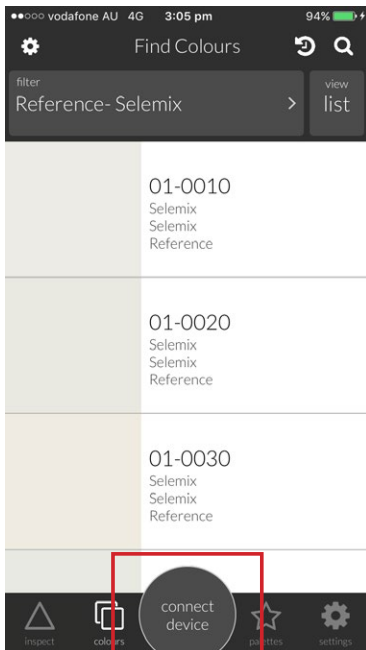 vodafone AU 4G 3:05 pm 94%
Find Colours
filter
Reference- Selemix
view
list
01-0010
Selemix
Selemix
Reference
01-0020
Selemix
Selemix
Reference
01-0030
Selemix
Selemix
Reference
connect
device
inspect
colours
palettes
settings